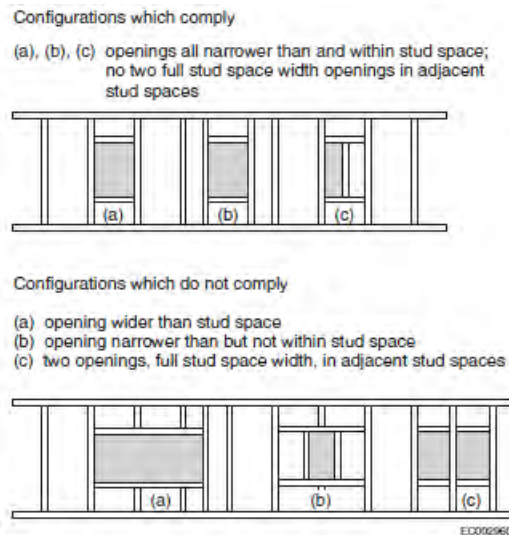 Configurations which comply
(a), (b), (c) openings all narrower than and within stud space;
no two full stud space width openings in adjacent
stud spaces
(a)
(b)
(c)
Configurations which do not comply
(a) opening wider than stud space
(b) opening narrower than but not within stud space
(c) two openings, full stud space width, in adjacent stud spaces
(a)
(b)
(c)
EC002960